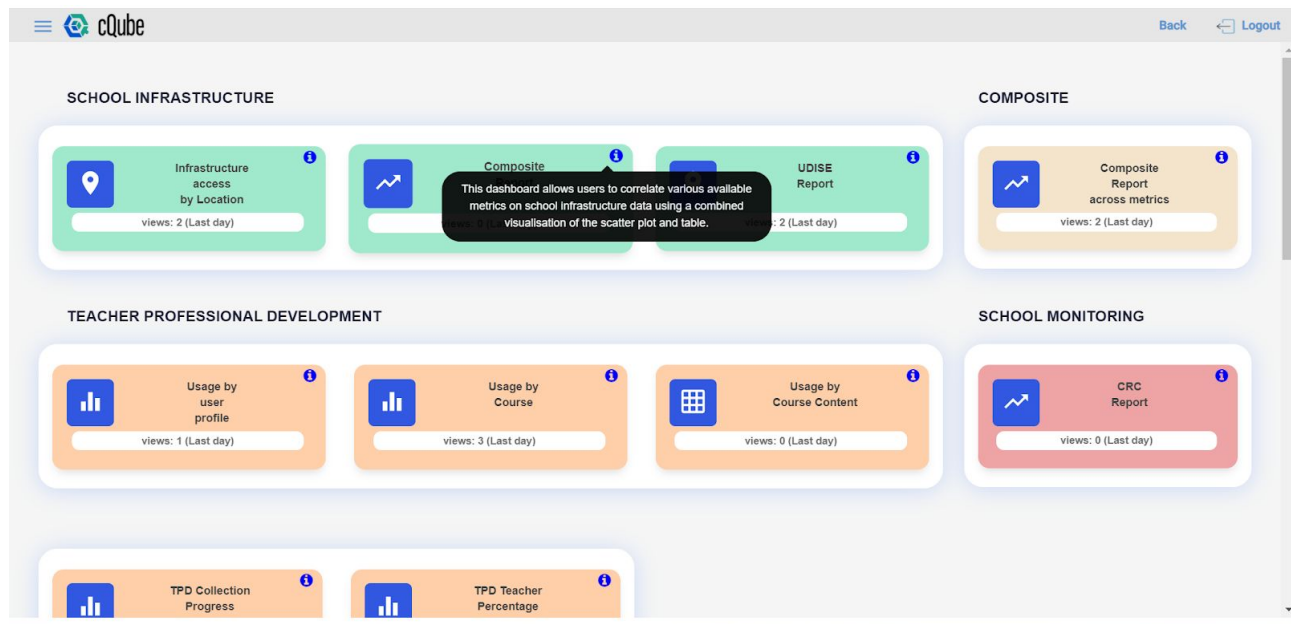 cQube
Back
Logout
SCHOOL INFRASTRUCTURE
COMPOSITE
Infrastructure
access
by Location
views: 2 (Last day)
Composite
This dashboard allows users to correlate various available
metrics on school infrastructure data using a combined
visualisation of the scatter plot and table.
UDISE
Report
: 2 (Last day)
Composite
Report
across metrics
views: 2 (Last day)
TEACHER PROFESSIONAL DEVELOPMENT
SCHOOL MONITORING
Usage by
user
profile
views: 1 (Last day)
Usage by
Course
views: 3 (Last day)
Usage by
Course Content
views: 0 (Last day)
CRC
Report
views: 0 (Last day)
TPD Collection
Progress
TPD Teacher
Percentage